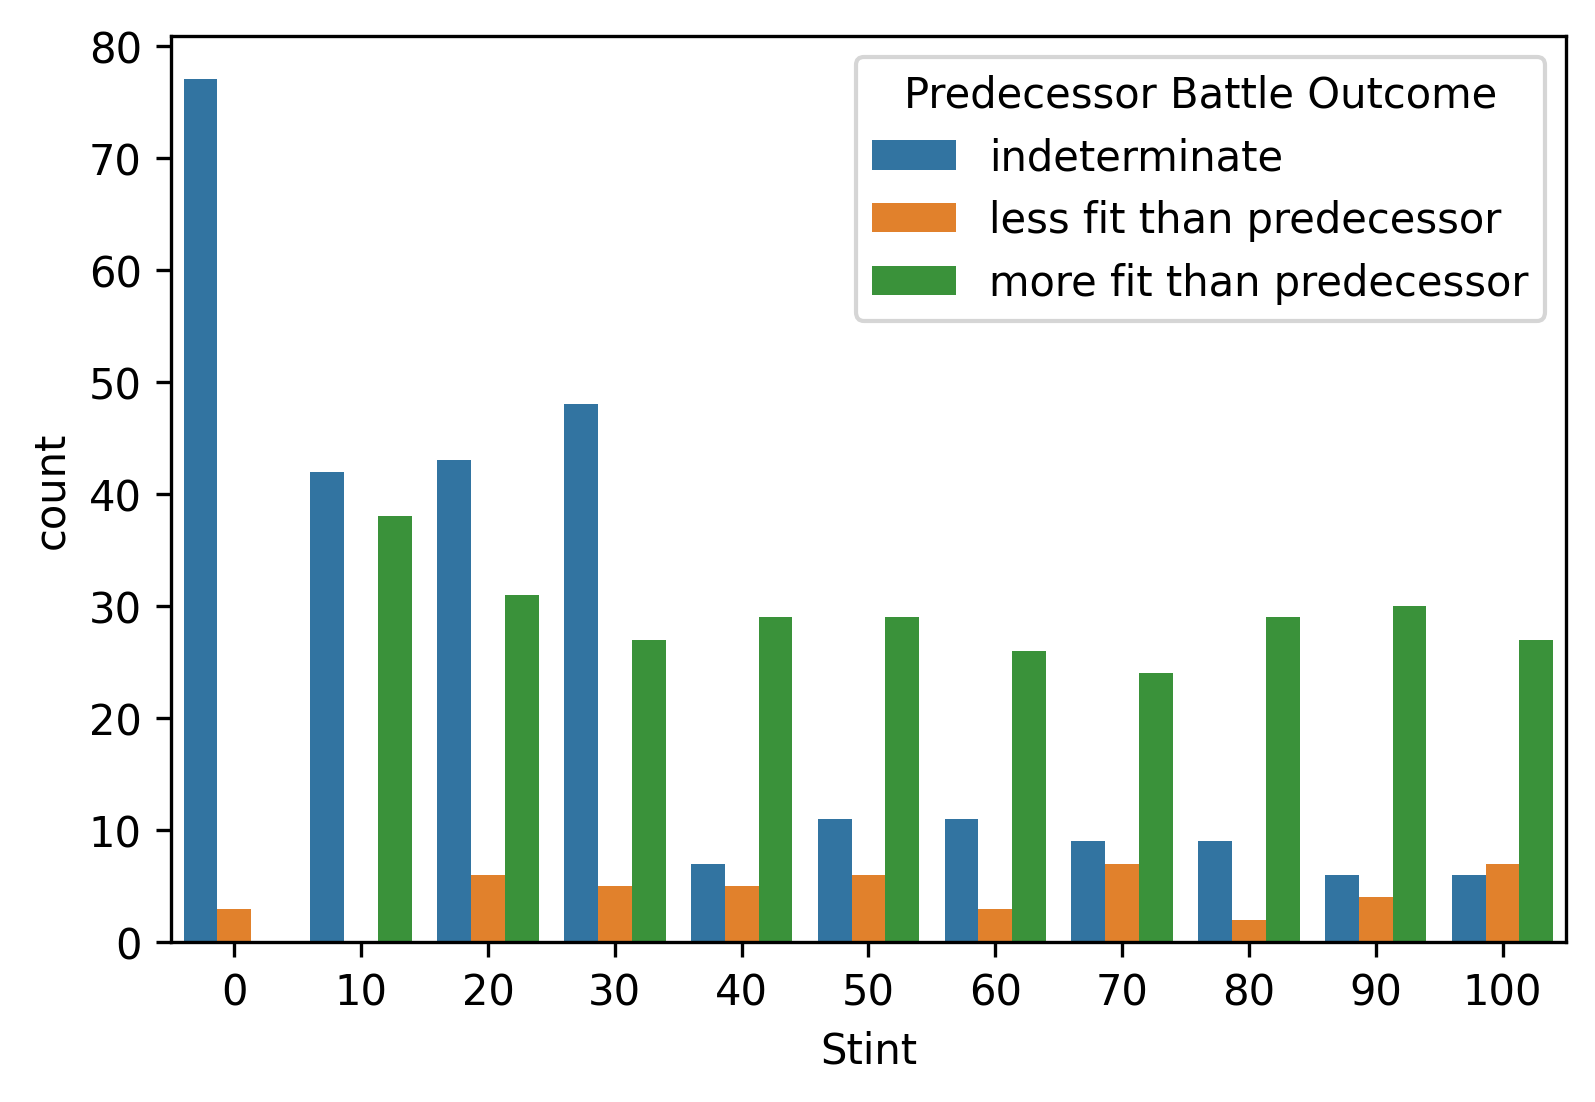 80
70
60
50
40
30
20
10
0
count
Predecessor Battle Outcome
indeterminate
less fit than predecessor
more fit than predecessor
0 10 20 30 40 50 60 70 80 90 100
Stint